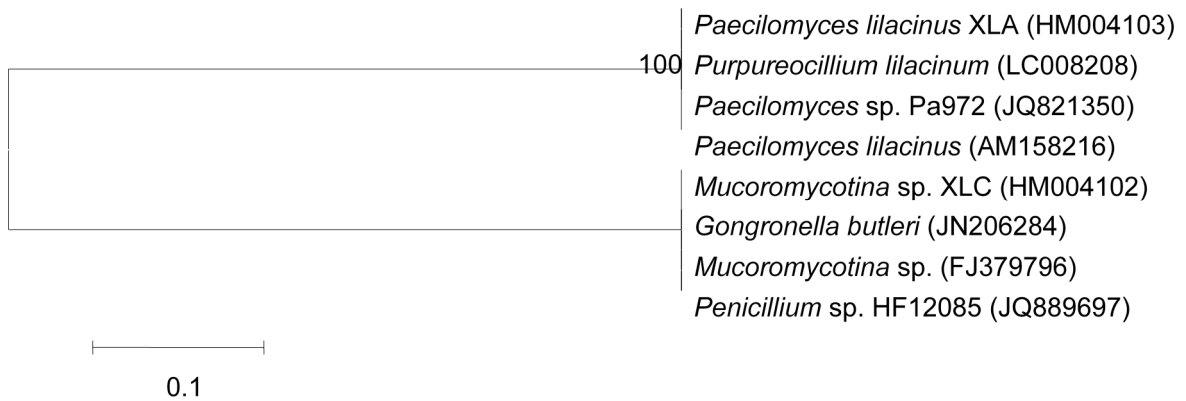 Paecilomyces lilacinus XLA (HM004103)
100 Purpureocillium lilacinum (LC008208)
Paecilomyces sp. Pa972 (JQ821350)
Paecilomyces lilacinus (AM158216)
Mucoromycotina sp. XLC (HM004102)
Gongronella butleri (JN206284)
Mucoromycotina sp. (FJ379796)
Penicillium sp. HF12085 (JQ889697)
0.1